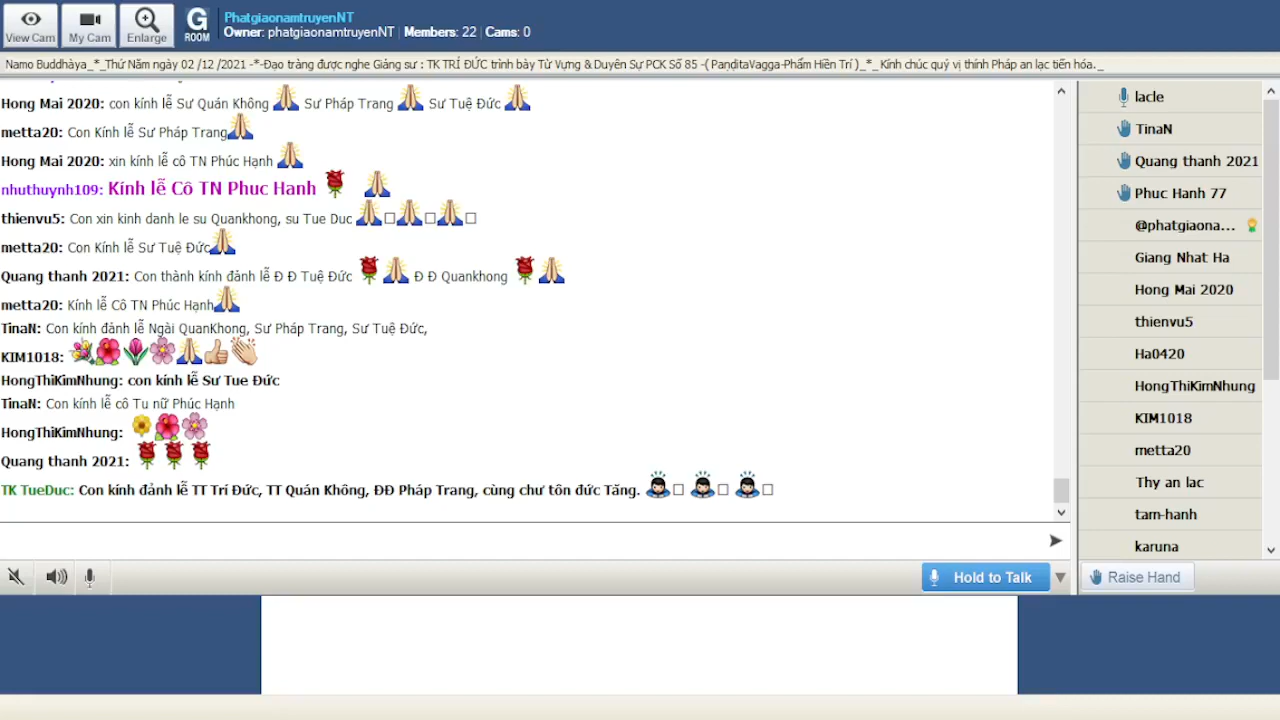 View Cam
My Cam
Enlarge
G
ROOM
PhatgiaonamtruyenNT
Owner: phatgiaonamtruyenNT | Members: 22 | Cams: 0
Namo Buddhàya_*_Thứ Năm ngày 02 /12 /2021 -*-Đạo tràng được nghe Giảng sư : TK TRÍ ĐỨC trình bày Từ Vựng & Duyên Sự PCK Số 85 -( PaṇḍitaVagga-Phẩm Hiền Trí )_*_ Kính chúc quý vị thính Pháp an lạc tiến hóa._
Hong Mai 2020: con kính lễ Sư Quán Không 🙏 Sư Pháp Trang 🙏 Sư Tuệ Đức 🙏
metta20: Con Kính lễ Sư Pháp Trang🙏
Hong Mai 2020: xin kính lễ cô TN Phúc Hạnh 🙏
nhuthuynh109: Kính lễ Cô TN Phuc Hanh 🌹 🙏
thienvu5: Con xin kinh danh le su Quankhong, su Tue Duc 🙏□🙏□🙏□
metta20: Con Kính lễ Sư Tuệ Đức🙏
Quang thanh 2021: Con thành kính đảnh lễ Đ Đ Tuệ Đức 🌹🙏 Đ Đ Quankhong 🌹🙏
metta20: Kính lễ Cô TN Phúc Hạnh🙏
TinaN: Con kính đảnh lễ Ngài QuanKhong, Sư Pháp Trang, Sư Tuệ Đức,
KIM1018: 💐🌺🌷🌸🙏👍👏
HongThiKimNhung: con kính lễ Sư Tue Đức
TinaN: Con kính lễ cô Tu nữ Phúc Hạnh
HongThiKimNhung: 🌼🌺🌸
Quang thanh 2021: 🌹🌹🌹
TK TueDuc: Con kính đảnh lễ TT Trí Đức, TT Quán Không, ĐĐ Pháp Trang, cùng chư tôn đức Tăng. 🙇□ 🙇□ 🙇□
Hold to Talk
lacle
TinaN
Quang thanh 2021
Phuc Hanh 77
@phatgiaona...
Giang Nhat Ha
Hong Mai 2020
thienvu5
Ha0420
HongThiKimNhung
KIM1018
metta20
Thy an lac
tam-hanh
karuna
Raise Hand